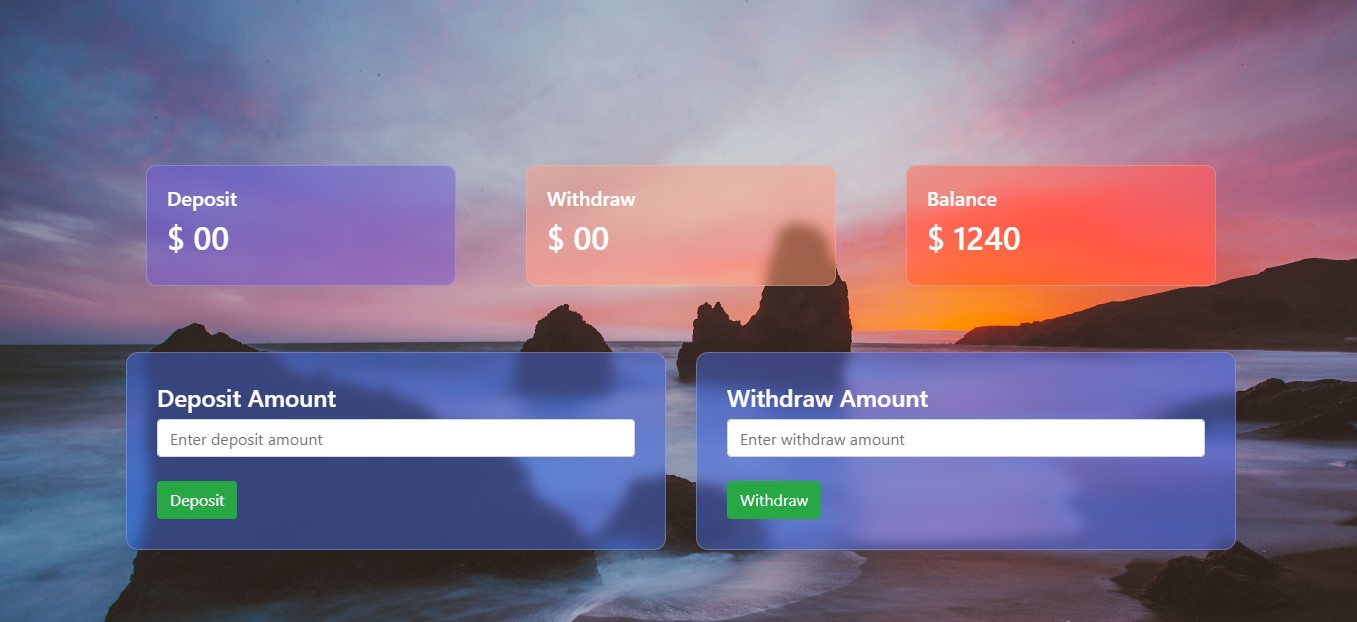 Deposit
$ 00
Withdraw
$ 00
Balance
$ 1240
Deposit Amount
Enter deposit amount
Deposit
Withdraw Amount
Enter withdraw amount
Withdraw